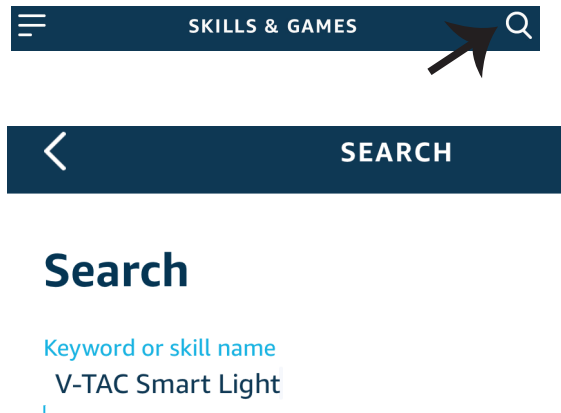 SKILLS & GAMES
SEARCH
Search
Keyword or skill name
V-TAC Smart Light